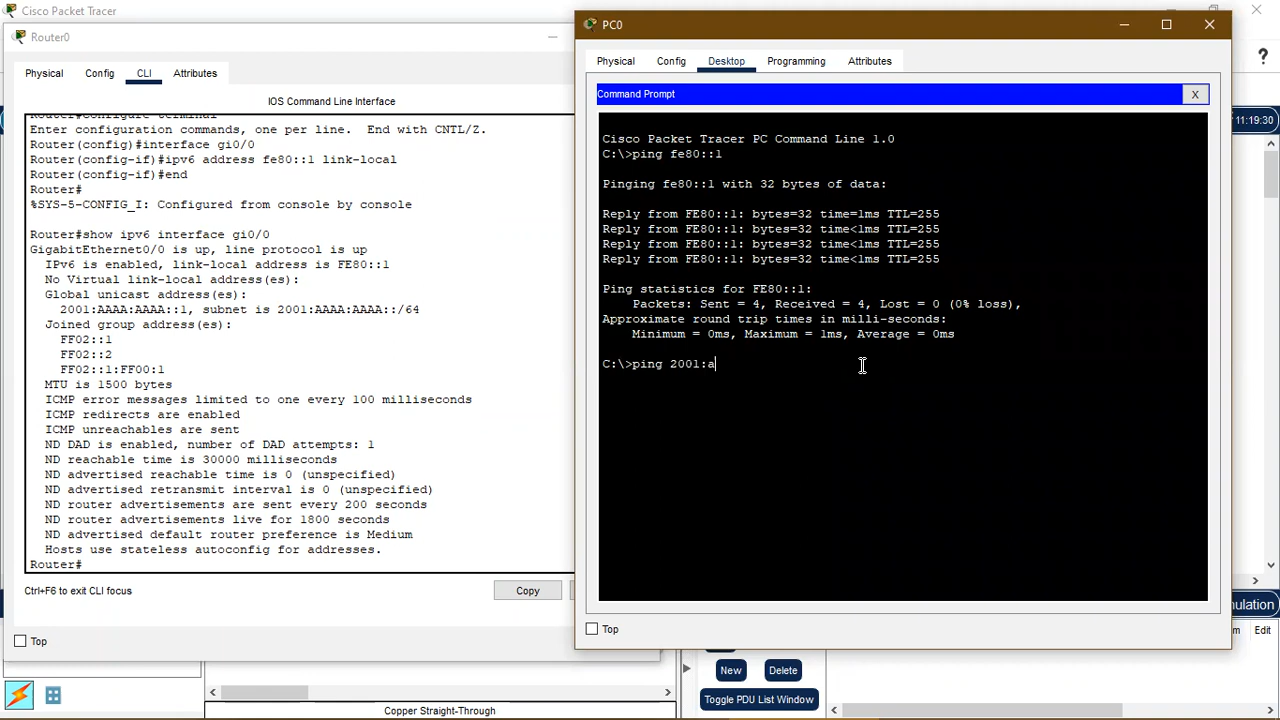 Cisco Packet Tracer
Router0
Physical Config CLI Attributes
IOS Command Line Interface
Router#configure terminal
Enter configuration commands, one per line.  End with CNTL/Z.
Router(config)#interface gi0/0
Router(config-if)#ipv6 address fe80::1 link-local
Router(config-if)#end
Router#
%SYS-5-CONFIG_I: Configured from console by console
Router#show ipv6 interface gi0/0
GigabitEthernet0/0 is up, line protocol is up
IPv6 is enabled, link-local address is FE80::1
No Virtual link-local address(es):
Global unicast address(es):
2001:AAAA:AAAA::1, subnet is 2001:AAAA:AAAA::/64
Joined group address(es):
FF02::1
FF02::2
FF02::1:FF00:1
MTU is 1500 bytes
ICMP error messages limited to one every 100 milliseconds
ICMP redirects are enabled
ICMP unreachables are sent
ND DAD is enabled, number of DAD attempts: 1
ND reachable time is 30000 milliseconds
ND advertised reachable time is 0 (unspecified)
ND advertised retransmit interval is 0 (unspecified)
ND router advertisements are sent every 200 seconds
ND router advertisements live for 1800 seconds
ND advertised default router preference is Medium
Hosts use stateless autoconfig for addresses.
Router#
Ctrl+F6 to exit CLI focus
Copy
Top
PC0
Physical Config Desktop Programming Attributes
Command Prompt
X
Cisco Packet Tracer PC Command Line 1.0
C:\>ping fe80::1
Pinging fe80::1 with 32 bytes of data:
Reply from FE80::1: bytes=32 time=1ms TTL=255
Reply from FE80::1: bytes=32 time<1ms TTL=255
Reply from FE80::1: bytes=32 time<1ms TTL=255
Reply from FE80::1: bytes=32 time<1ms TTL=255
Ping statistics for FE80::1:
Packets: Sent = 4, Received = 4, Lost = 0 (0% loss),
Approximate round trip times in milli-seconds:
Minimum = 0ms, Maximum = 1ms, Average = 0ms
C:\>ping 2001:a
Top
?
11:19:30
ulation
m Edit
New Delete
Toggle PDU List Window
Copper Straight-Through